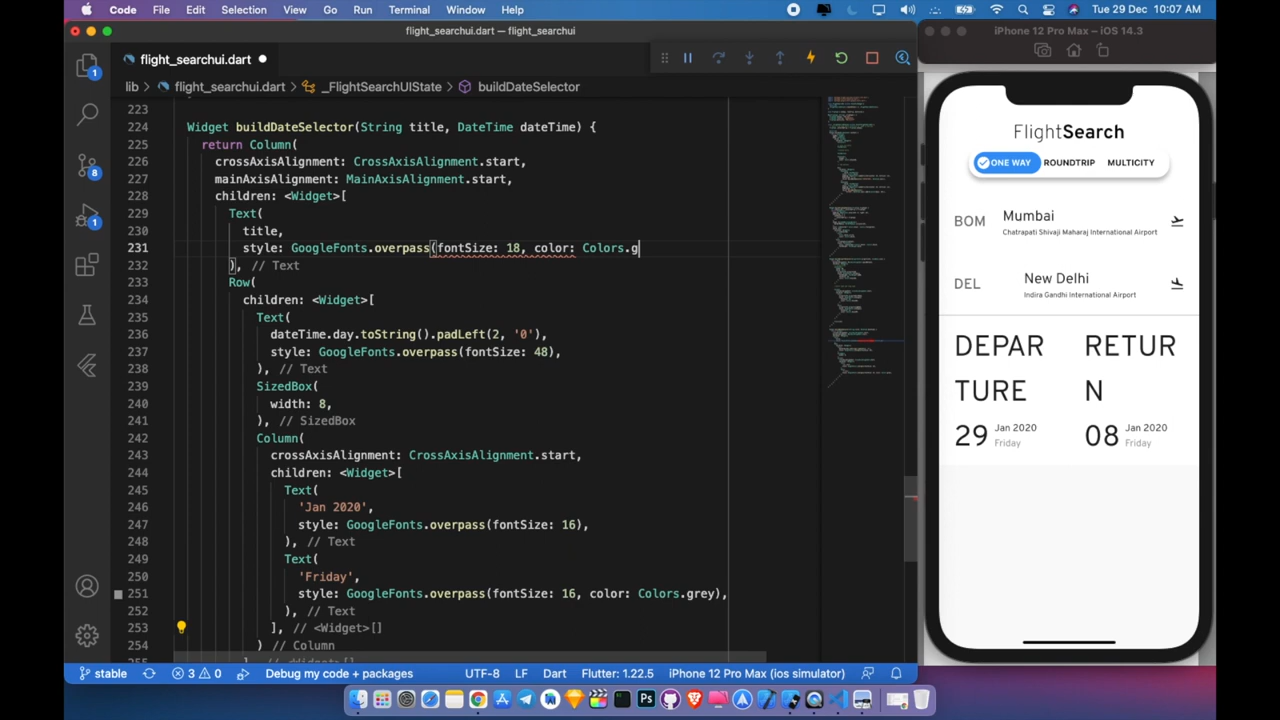 Code File Edit Selection View Go Run Terminal Window Help Tue 29 Dec 10:07 AM
flight_searchui.dart — flight_searchui
iPhone 12 Pro Max – iOS 14.3
flight_searchui.dart
lib › flight_searchui.dart › _FlightSearchUIState › buildDateSelector
223
224 Widget buildDateSelector(String title, DateTime dateTime) {
225 return Column(
226 crossAxisAlignment: CrossAxisAlignment.start,
227 mainAxisAlignment: MainAxisAlignment.start,
228 children: <Widget>[
229 Text(
230 title,
231 style: GoogleFonts.overpass(fontSize: 18, color: Colors.g
232 ), // Text
233 Row(
234 children: <Widget>[
235 Text(
236 dateTime.day.toString().padLeft(2, '0'),
237 style: GoogleFonts.overpass(fontSize: 48),
238 ), // Text
239 SizedBox(
240 width: 8,
241 ), // SizedBox
242 Column(
243 crossAxisAlignment: CrossAxisAlignment.start,
244 children: <Widget>[
245 Text(
246 'Jan 2020',
247 style: GoogleFonts.overpass(fontSize: 16),
248 ), // Text
249 Text(
250 'Friday',
251 style: GoogleFonts.overpass(fontSize: 16, color: Colors.grey),
252 ), // Text
253 ], // <Widget>[]
254 ) // Column
1
8
1
FlightSearch
ONE WAY ROUNDTRIP MULTICITY
BOM Mumbai
Chatrapati Shivaji Maharaj International Airport
DEL New Delhi
Indira Gandhi International Airport
DEPAR
TURE
29 Jan 2020
Friday
RETUR
N
08 Jan 2020
Friday
stable 3 0 Debug my code + packages UTF-8 LF Dart Flutter: 1.22.5 iPhone 12 Pro Max (ios simulator)
Ps